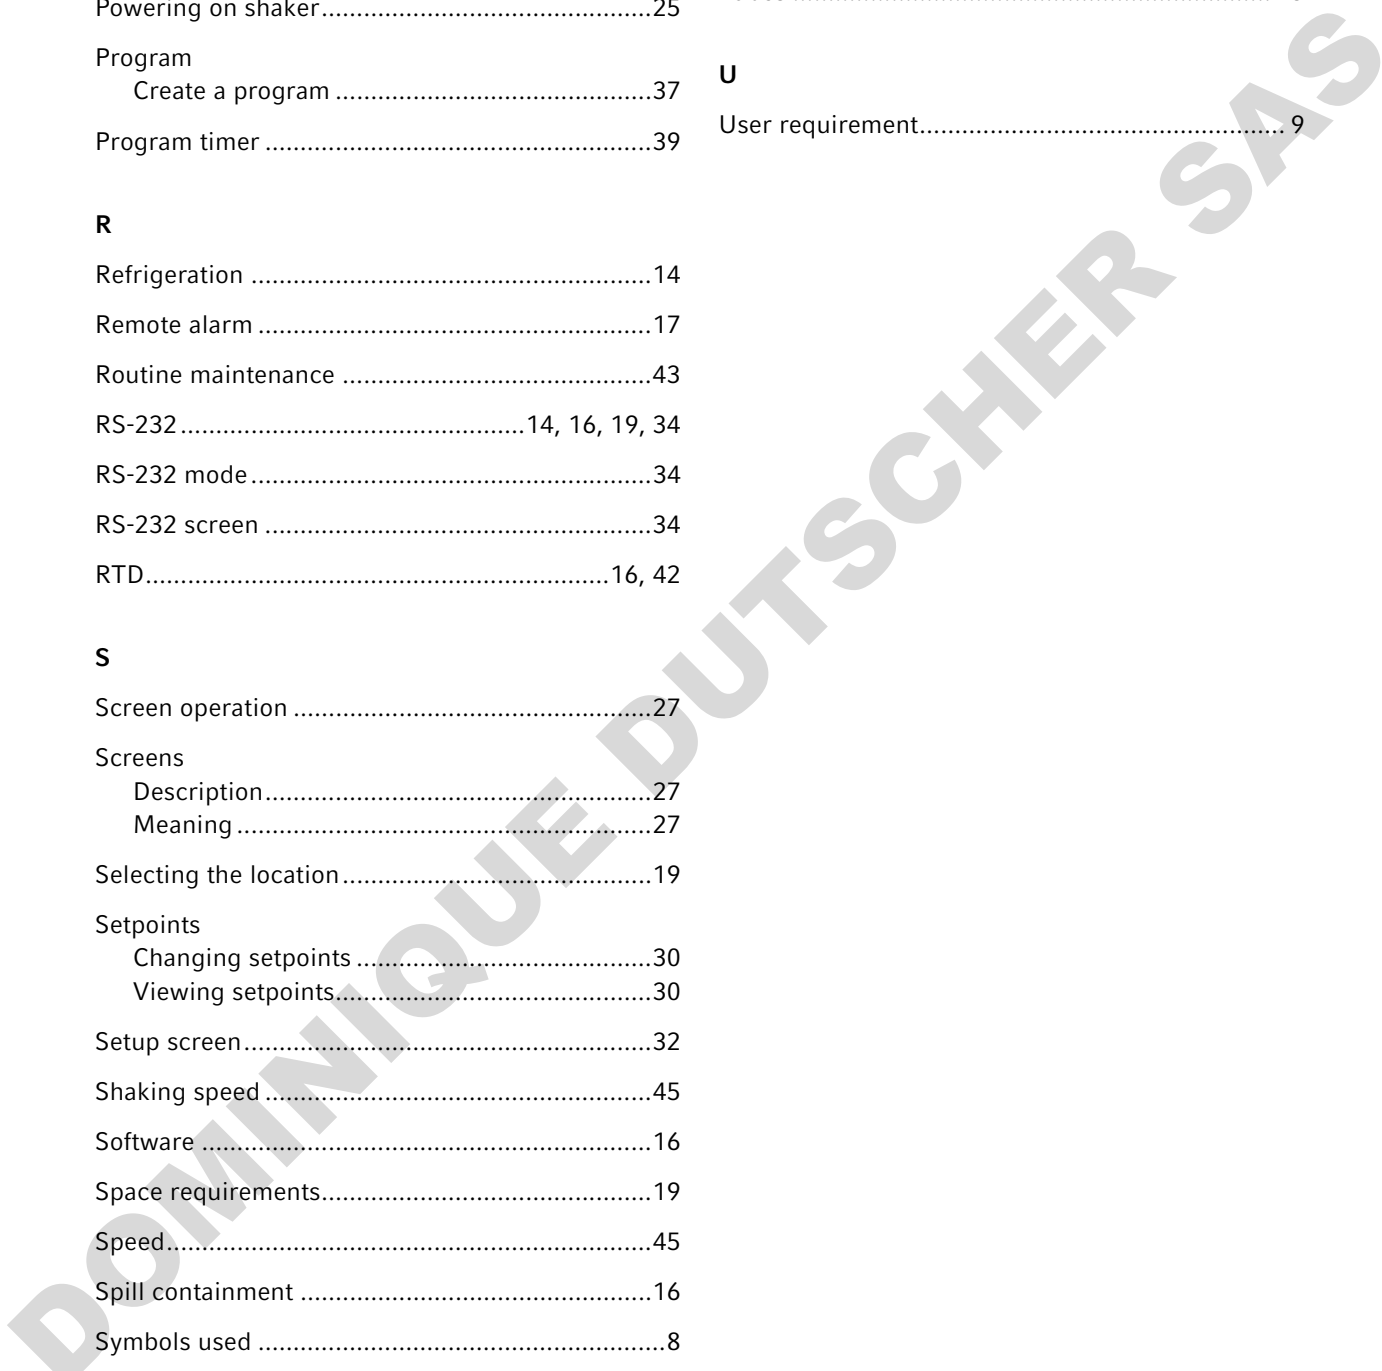 Powering on shaker..........25
Program
Create a program ..........37
Program timer ..........39
R
Refrigeration ..........14
Remote alarm ..........17
Routine maintenance ..........43
RS-232 ..........14, 16, 19, 34
RS-232 mode ..........34
RS-232 screen ..........34
RTD..........16, 42
S
Screen operation ..........27
Screens
Description..........27
Meaning ..........27
Selecting the location ..........19
Setpoints
Changing setpoints ..........30
Viewing setpoints..........30
Setup screen..........32
Shaking speed ..........45
Software ..........16
Space requirements..........19
Speed..........45
Spill containment ..........16
Symbols used ..........8
U
User requirement.......... 9
DOMINIQUE DUTSCHER SAS